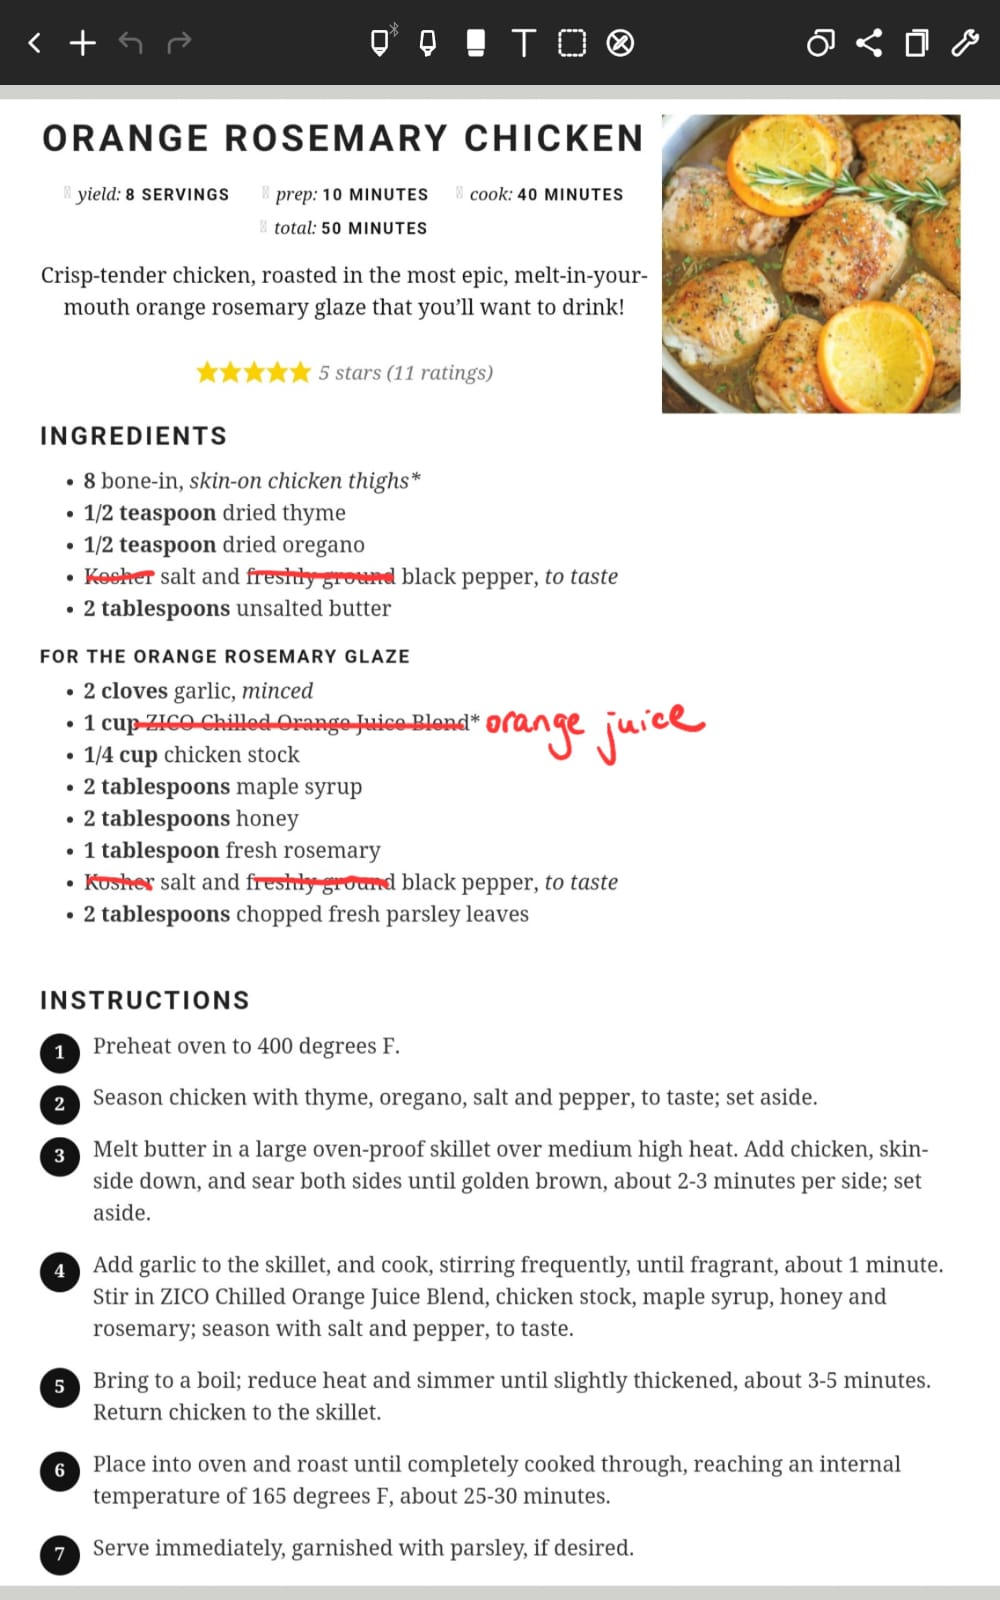 ORANGE ROSEMARY CHICKEN
yield: 8 SERVINGS prep: 10 MINUTES cook: 40 MINUTES
total: 50 MINUTES
Crisp-tender chicken, roasted in the most epic, melt-in-your-
mouth orange rosemary glaze that you’ll want to drink!
5 stars (11 ratings)
INGREDIENTS
• 8 bone-in, skin-on chicken thighs*
• 1/2 teaspoon dried thyme
• 1/2 teaspoon dried oregano
• Kosher salt and freshly ground black pepper, to taste
• 2 tablespoons unsalted butter
FOR THE ORANGE ROSEMARY GLAZE
• 2 cloves garlic, minced
• 1 cup ZICO Chilled Orange Juice Blend* orange juice
• 1/4 cup chicken stock
• 2 tablespoons maple syrup
• 2 tablespoons honey
• 1 tablespoon fresh rosemary
• Kosher salt and freshly ground black pepper, to taste
• 2 tablespoons chopped fresh parsley leaves
INSTRUCTIONS
1 Preheat oven to 400 degrees F.
2 Season chicken with thyme, oregano, salt and pepper, to taste; set aside.
3 Melt butter in a large oven-proof skillet over medium high heat. Add chicken, skin-
side down, and sear both sides until golden brown, about 2-3 minutes per side; set
aside.
4 Add garlic to the skillet, and cook, stirring frequently, until fragrant, about 1 minute.
Stir in ZICO Chilled Orange Juice Blend, chicken stock, maple syrup, honey and
rosemary; season with salt and pepper, to taste.
5 Bring to a boil; reduce heat and simmer until slightly thickened, about 3-5 minutes.
Return chicken to the skillet.
6 Place into oven and roast until completely cooked through, reaching an internal
temperature of 165 degrees F, about 25-30 minutes.
7 Serve immediately, garnished with parsley, if desired.